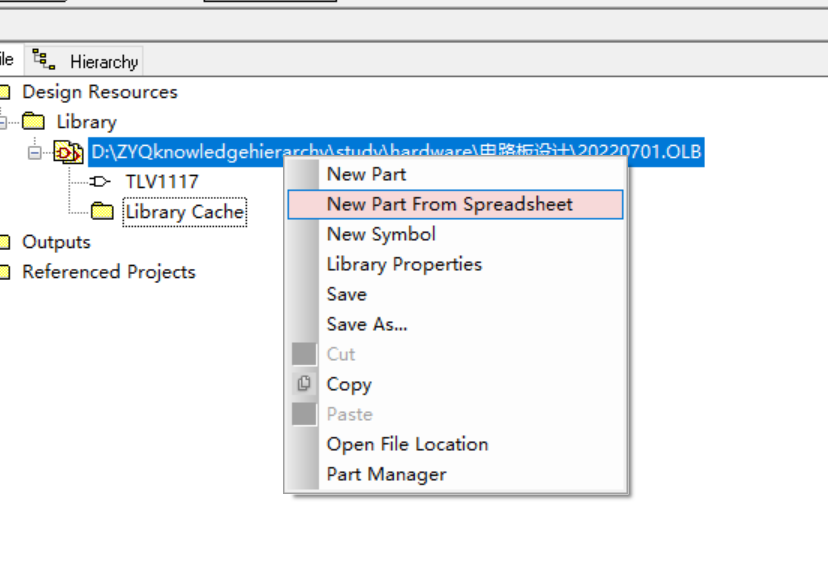 ile Hierarchy
Design Resources
Library
D:\ZYQknowledgehierarchy\study\hardware\电路板设计\20220701.OLB
TLV1117
Library Cache
Outputs
Referenced Projects
New Part
New Part From Spreadsheet
New Symbol
Library Properties
Save
Save As...
Cut
Copy
Paste
Open File Location
Part Manager